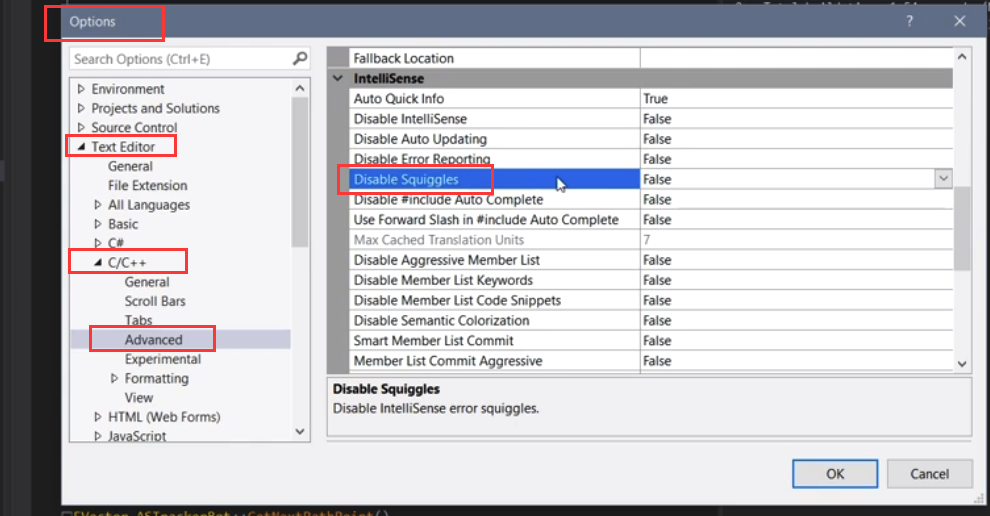 Options
?
Search Options (Ctrl+E)
Environment
Projects and Solutions
Source Control
Text Editor
General
File Extension
All Languages
Basic
C#
C/C++
General
Scroll Bars
Tabs
Advanced
Experimental
Formatting
View
HTML (Web Forms)
JavaScript
Fallback Location
IntelliSense
Auto Quick Info True
Disable IntelliSense False
Disable Auto Updating False
Disable Error Reporting False
Disable Squiggles False
Disable #include Auto Complete False
Use Forward Slash in #include Auto Complete False
Max Cached Translation Units 7
Disable Aggressive Member List False
Disable Member List Keywords False
Disable Member List Code Snippets False
Disable Semantic Colorization False
Smart Member List Commit False
Member List Commit Aggressive False
Disable Squiggles
Disable IntelliSense error squiggles.
OK
Cancel
FVector ASTrackerBot::GetNextPathPoint()